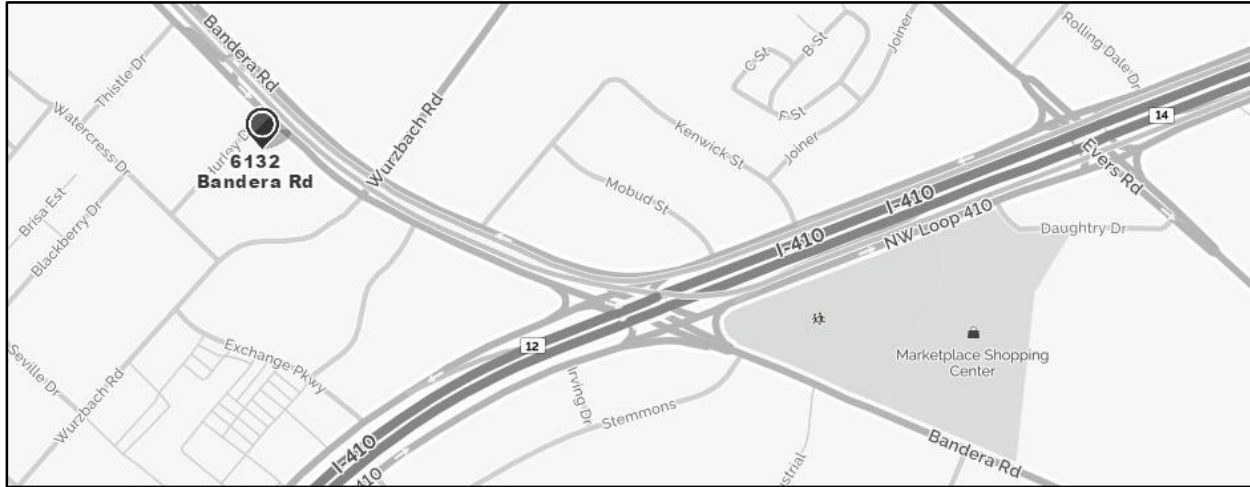 Bandera Rd
C St
B St
F St
Joiner
Rolling Dale Dr
Thistle Dr
Watercress Dr
Wurzbach Rd
Kenwick St
Joiner
14
Evers Rd
6132
Bandera Rd
Mobud St
I-410
Brisa Est
Blackberry Dr
I-410
NW Loop 410
Daughtry Dr
Seville Dr
Exchange Pkwy
12
Marketplace Shopping
Center
Wurzbach Rd
Irving Dr
Stemmons
Bandera Rd
I-410
410